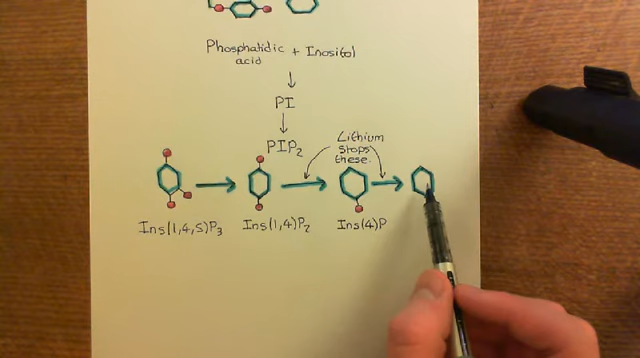 Phosphatidic + Inositol
acid
PI
PIP2
Lithium
stops
these.
Ins(1,4,5)P3 Ins(1,4)P2 Ins(4)P